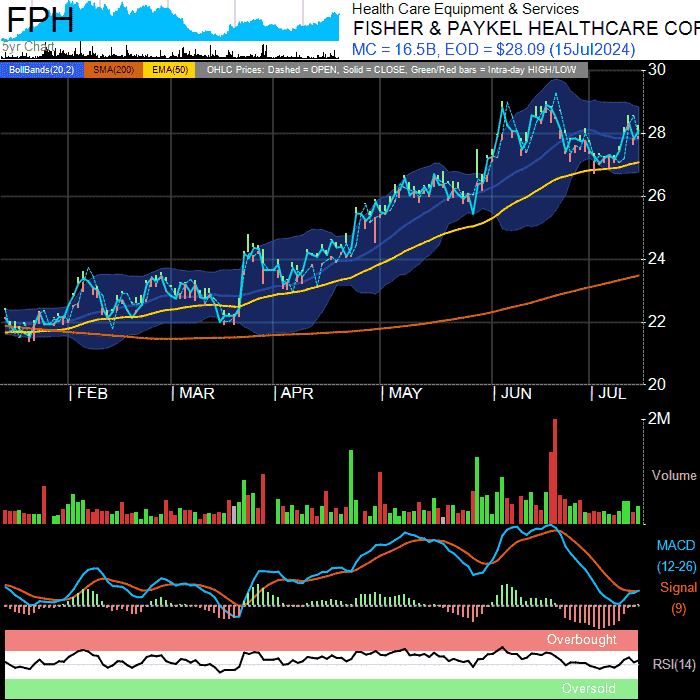 FPH
Health Care Equipment & Services
FISHER & PAYKEL HEALTHCARE COR
5yr Chart
MC = 16.5B, EOD = $28.09 (15Jul2024)
BollBands(20,2) SMA(200) EMA(50) OHLC Prices: Dashed = OPEN, Solid = CLOSE, Green/Red bars = Intra-day HIGH/LOW
30
28
26
24
22
20
FEB MAR APR MAY JUN JUL
2M
Volume
MACD
(12-26)
Signal
(9)
Overbought
RSI(14)
Oversold